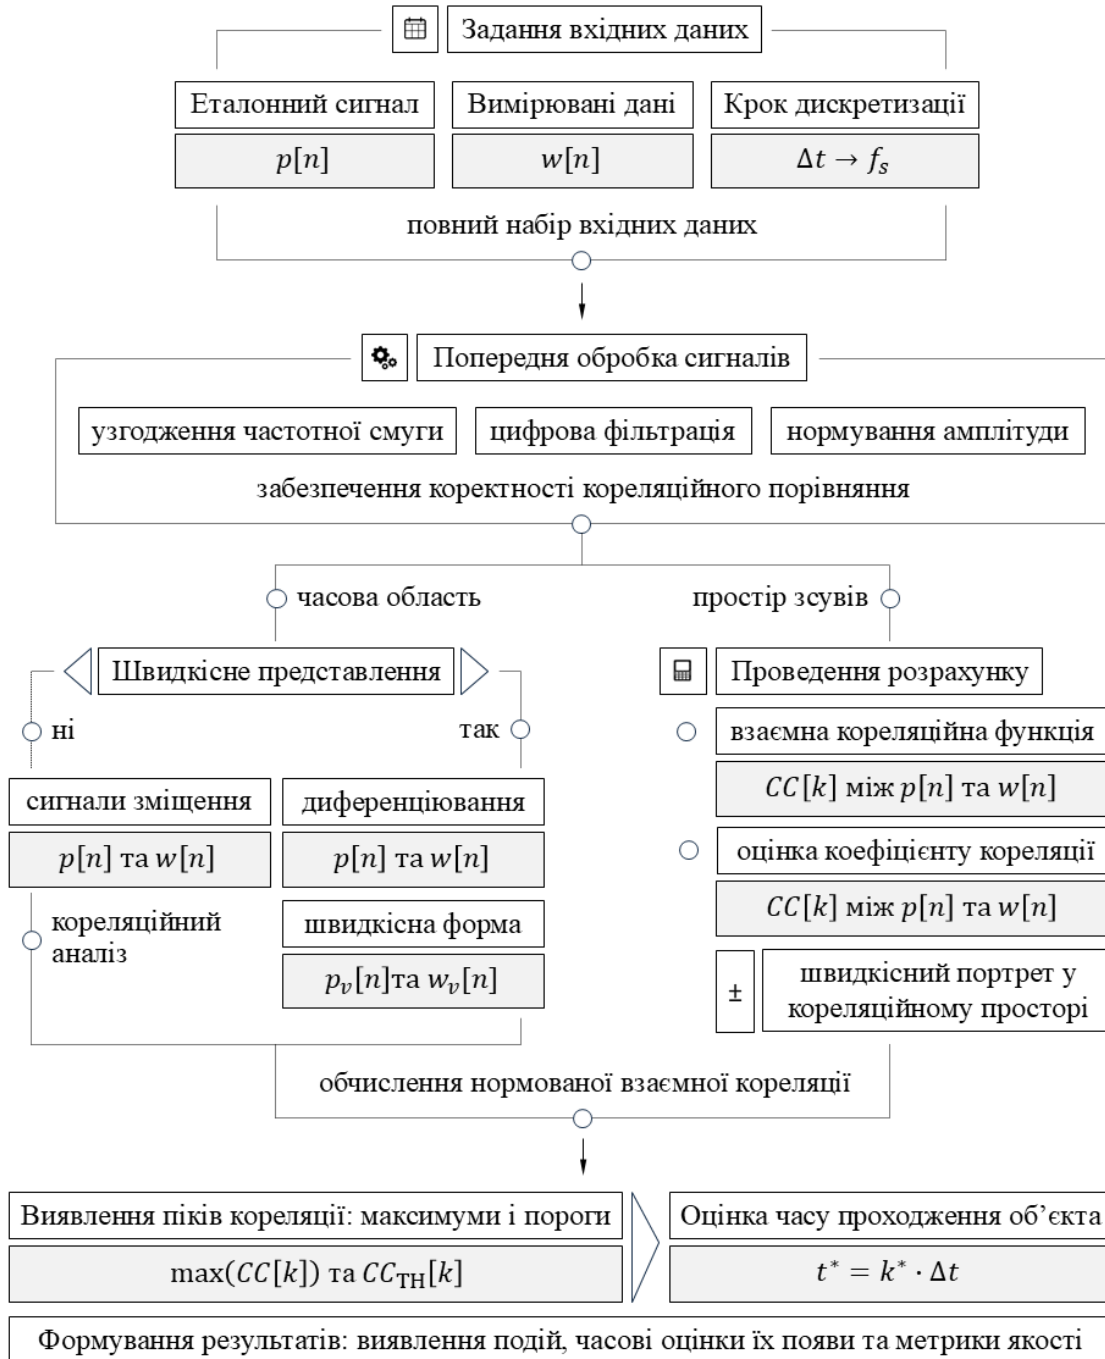 Задання вхідних даних
Еталонний сигнал
Вимірювані дані
Крок дискретизації
p[n]
w[n]
Δt → fₛ
повний набір вхідних даних
Попередня обробка сигналів
узгодження частотної смуги
цифрова фільтрація
нормування амплітуди
забезпечення коректності кореляційного порівняння
часова область
простір зсувів
Швидкісне представлення
ні
так
сигнали зміщення
p[n] та w[n]
кореляційний
аналіз
диференціювання
p[n] та w[n]
швидкісна форма
pᵥ[n]та wᵥ[n]
Проведення розрахунку
взаємна кореляційна функція
CC[k] між p[n] та w[n]
оцінка коефіцієнту кореляції
CC[k] між p[n] та w[n]
±
швидкісний портрет у
кореляційному просторі
обчислення нормованої взаємної кореляції
Виявлення піків кореляції: максимуми і пороги
max(CC[k]) та CC_TH[k]
Оцінка часу проходження об’єкта
t* = k* · Δt
Формування результатів: виявлення подій, часові оцінки їх появи та метрики якості